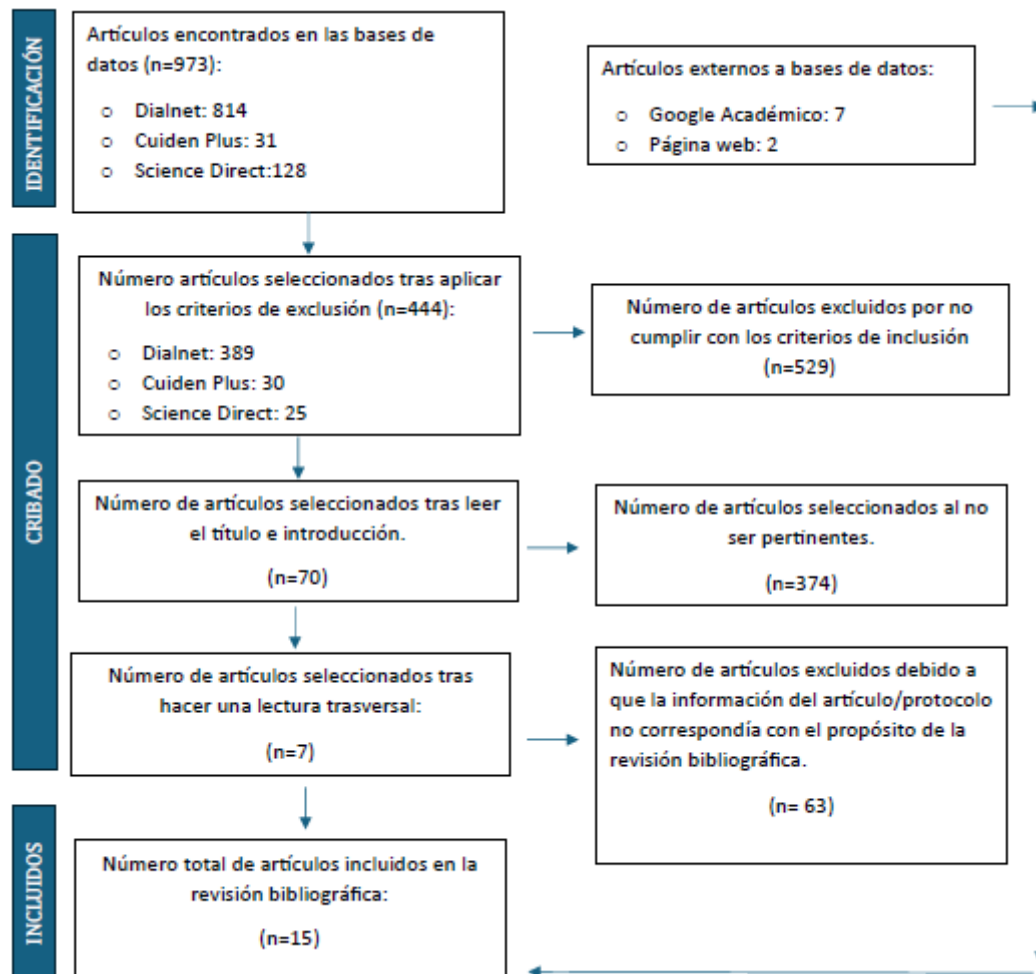 IDENTIFICACIÓN
Artículos encontrados en las bases de
datos (n=973):
o Dialnet: 814
o Cuiden Plus: 31
o Science Direct:128
Artículos externos a bases de datos:
o Google Académico: 7
o Página web: 2
CRIBADO
Número artículos seleccionados tras aplicar
los criterios de exclusión (n=444):
o Dialnet: 389
o Cuiden Plus: 30
o Science Direct: 25
Número de artículos excluidos por no
cumplir con los criterios de inclusión
(n=529)
Número de artículos seleccionados tras leer
el título e introducción.
(n=70)
Número de artículos seleccionados al no
ser pertinentes.
(n=374)
Número de artículos seleccionados tras
hacer una lectura trasversal:
(n=7)
Número de artículos excluidos debido a
que la información del artículo/protocolo
no correspondía con el propósito de la
revisión bibliográfica.
(n= 63)
INCLUIDOS
Número total de artículos incluidos en la
revisión bibliográfica:
(n=15)